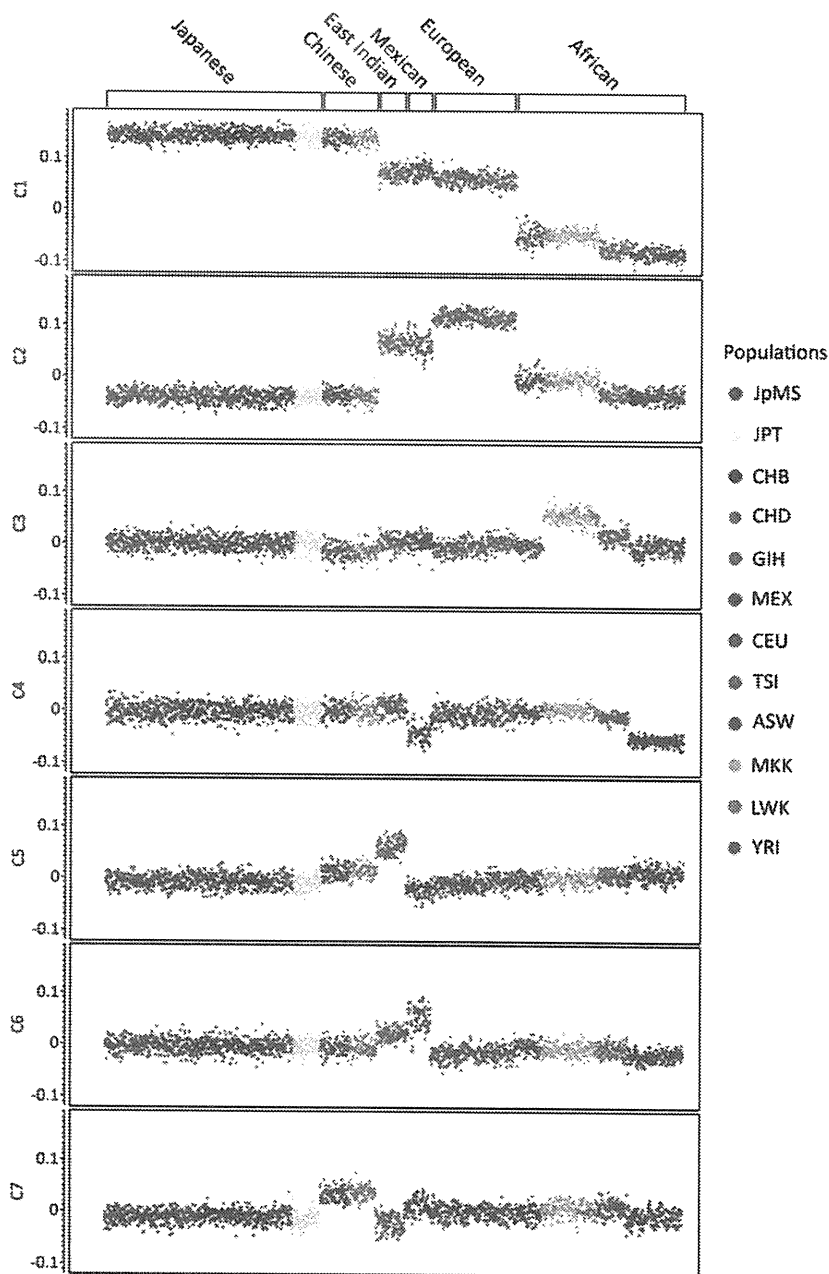 Japanese
Chinese
East Indian
Mexican
European
African
C1
0.1
0
-0.1
C2
0.1
0
-0.1
C3
0.1
0
-0.1
C4
0.1
0
-0.1
C5
0.1
0
-0.1
C6
0.1
0
-0.1
C7
0.1
0
-0.1
Populations
JpMS
JPT
CHB
CHD
GIH
MEX
CEU
TSI
ASW
MKK
LWK
YRI